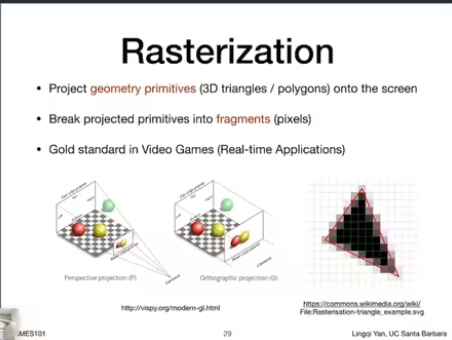 Rasterization
• Project geometry primitives (3D triangles / polygons) onto the screen
• Break projected primitives into fragments (pixels)
• Gold standard in Video Games (Real-time Applications)
Perspective projection (P)
Orthographic projection (O)
http://vispy.org/modern-gl.html
https://commons.wikimedia.org/wiki/
File:Rasterisation-triangle_example.svg
29
Lingqi Yan, UC Santa Barbara